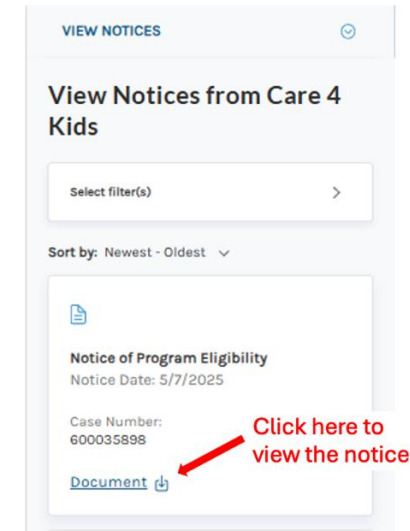 VIEW NOTICES
View Notices from Care 4
Kids
Select filter(s)
Sort by: Newest - Oldest
Notice of Program Eligibility
Notice Date: 5/7/2025
Case Number:
600035898
Click here to
view the notice
Document